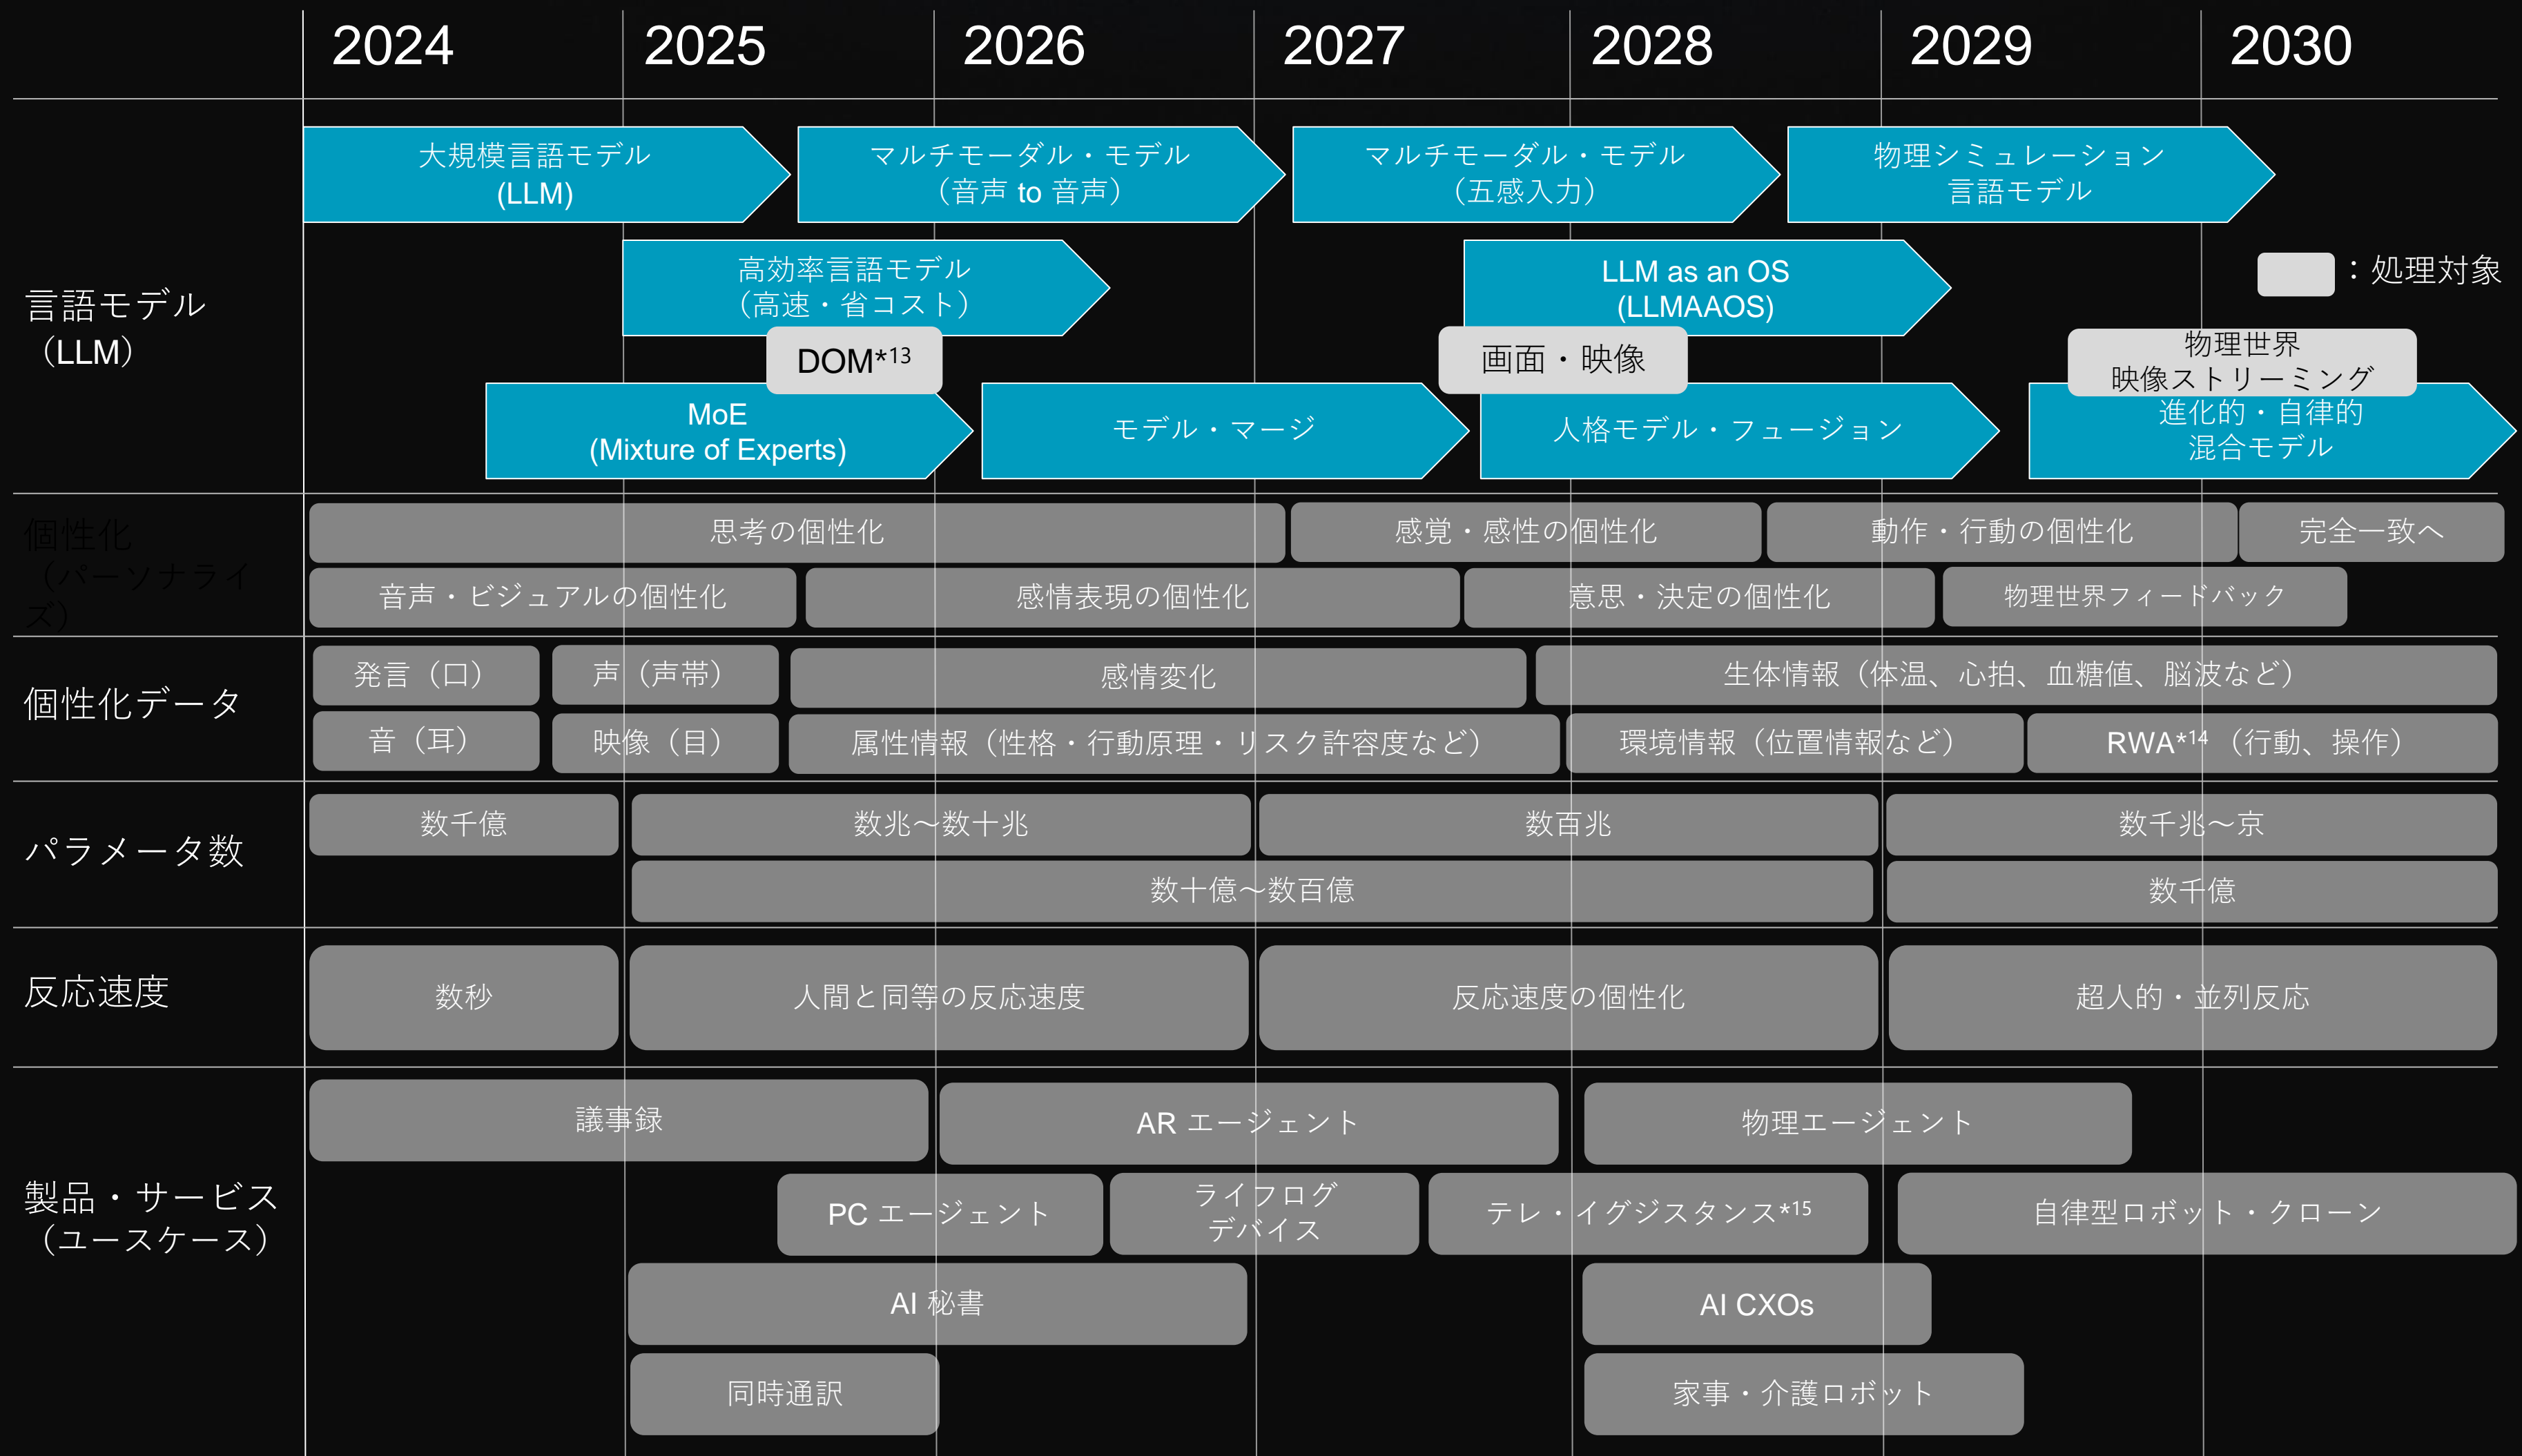 2024
2025
2026
2027
2028
2029
2030
言語モデル
（LLM）
大規模言語モデル
(LLM)
マルチモーダル・モデル
（音声 to 音声）
マルチモーダル・モデル
（五感入力）
物理シミュレーション
言語モデル
高効率言語モデル
（高速・省コスト）
LLM as an OS
(LLMAAOS)
：処理対象
DOM*13
画面・映像
物理世界
映像ストリーミング
MoE
(Mixture of Experts)
モデル・マージ
人格モデル・フュージョン
進化的・自律的
混合モデル
個性化
（パーソナライ
ズ）
思考の個性化
感覚・感性の個性化
動作・行動の個性化
完全一致へ
音声・ビジュアルの個性化
感情表現の個性化
意思・決定の個性化
物理世界フィードバック
個性化データ
発言（口）
声（声帯）
感情変化
生体情報（体温、心拍、血糖値、脳波など）
音（耳）
映像（目）
属性情報（性格・行動原理・リスク許容度など）
環境情報（位置情報など）
RWA*14（行動、操作）
パラメータ数
数千億
数兆～数十兆
数百兆
数千兆～京
数十億～数百億
数千億
反応速度
数秒
人間と同等の反応速度
反応速度の個性化
超人的・並列反応
製品・サービス
（ユースケース）
議事録
AR エージェント
物理エージェント
PC エージェント
ライフログ
デバイス
テレ・イグジスタンス*15
自律型ロボット・クローン
AI 秘書
AI CXOs
同時通訳
家事・介護ロボット